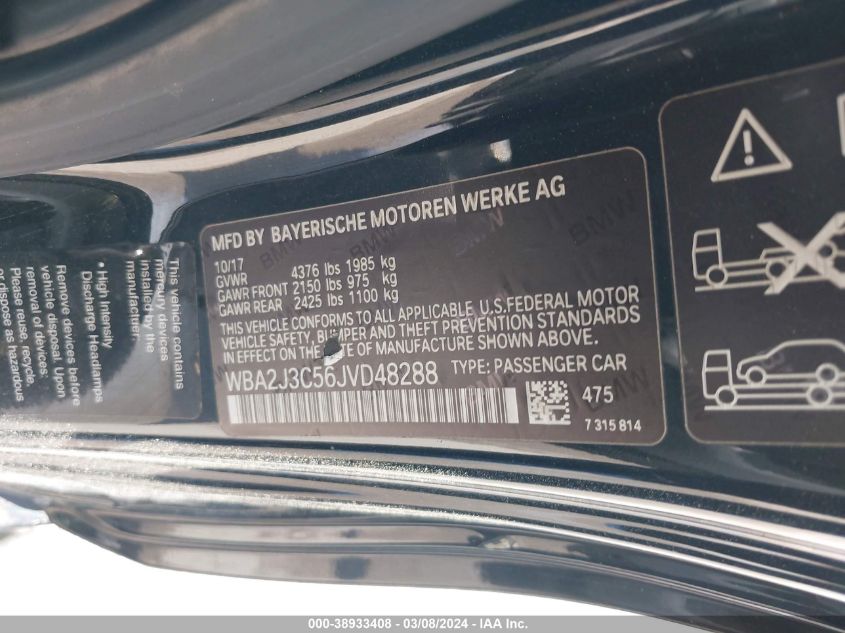 MFD BY BAYERISCHE MOTOREN WERKE AG
10/17
GVWR 4376 lbs 1985 kg
GAWR FRONT 2150 lbs 975 kg
GAWR REAR 2425 lbs 1100 kg
THIS VEHICLE CONFORMS TO ALL APPLICABLE U.S.FEDERAL MOTOR
VEHICLE SAFETY, BUMPER AND THEFT PREVENTION STANDARDS
IN EFFECT ON THE DATE OF MANUFACTURE SHOWN ABOVE.
WBA2J3C56JVD48288 TYPE: PASSENGER CAR
475
7 315 814
This vehicle contains
mercury devices
installed by the
manufacturer:
• High Intensity
Discharge Headlamps
Remove devices before
vehicle disposal. Upon
removal of devices:
Please reuse, recycle
or dispose as hazardous
BMW
BMW
000-38933408 - 03/08/2024 - IAA Inc.